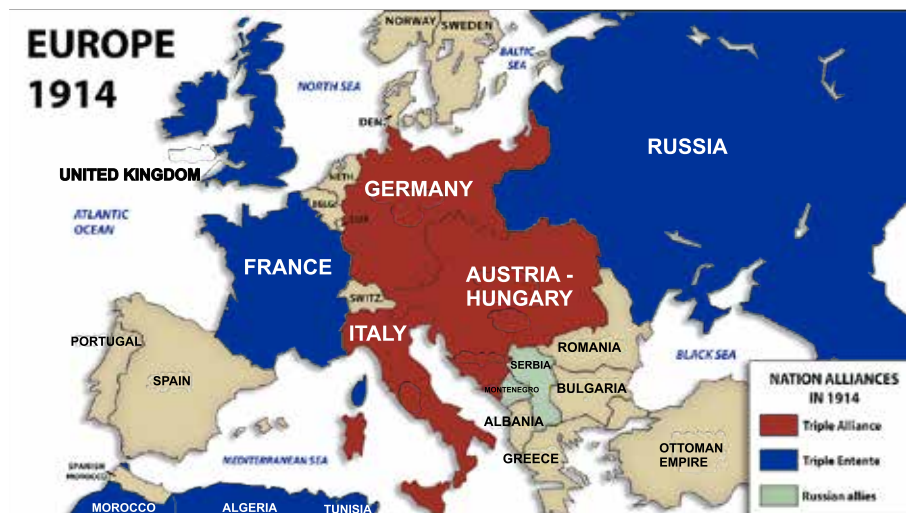 EUROPE
1914
NORWAY
SWEDEN
BALTIC
SEA
NORTH SEA
DEN.
RUSSIA
UNITED KINGDOM
NETH.
GERMANY
BELG.
LUX.
ATLANTIC
OCEAN
FRANCE
AUSTRIA -
HUNGARY
SWITZ.
ITALY
PORTUGAL
ROMANIA
BLACK SEA
SERBIA
SPAIN
MONTENEGRO
BULGARIA
ALBANIA
GREECE
OTTOMAN
EMPIRE
MEDITERRANEAN SEA
SPANISH
MOROCCO
MOROCCO
ALGERIA
TUNISIA
NATION ALLIANCES
IN 1914
Triple Alliance
Triple Entente
Russian allies